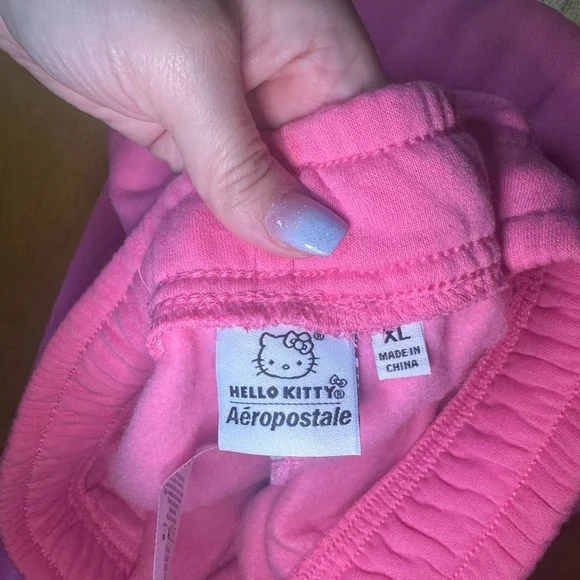 HELLO KITTY®
Aéropostale
XL
MADE IN
CHINA